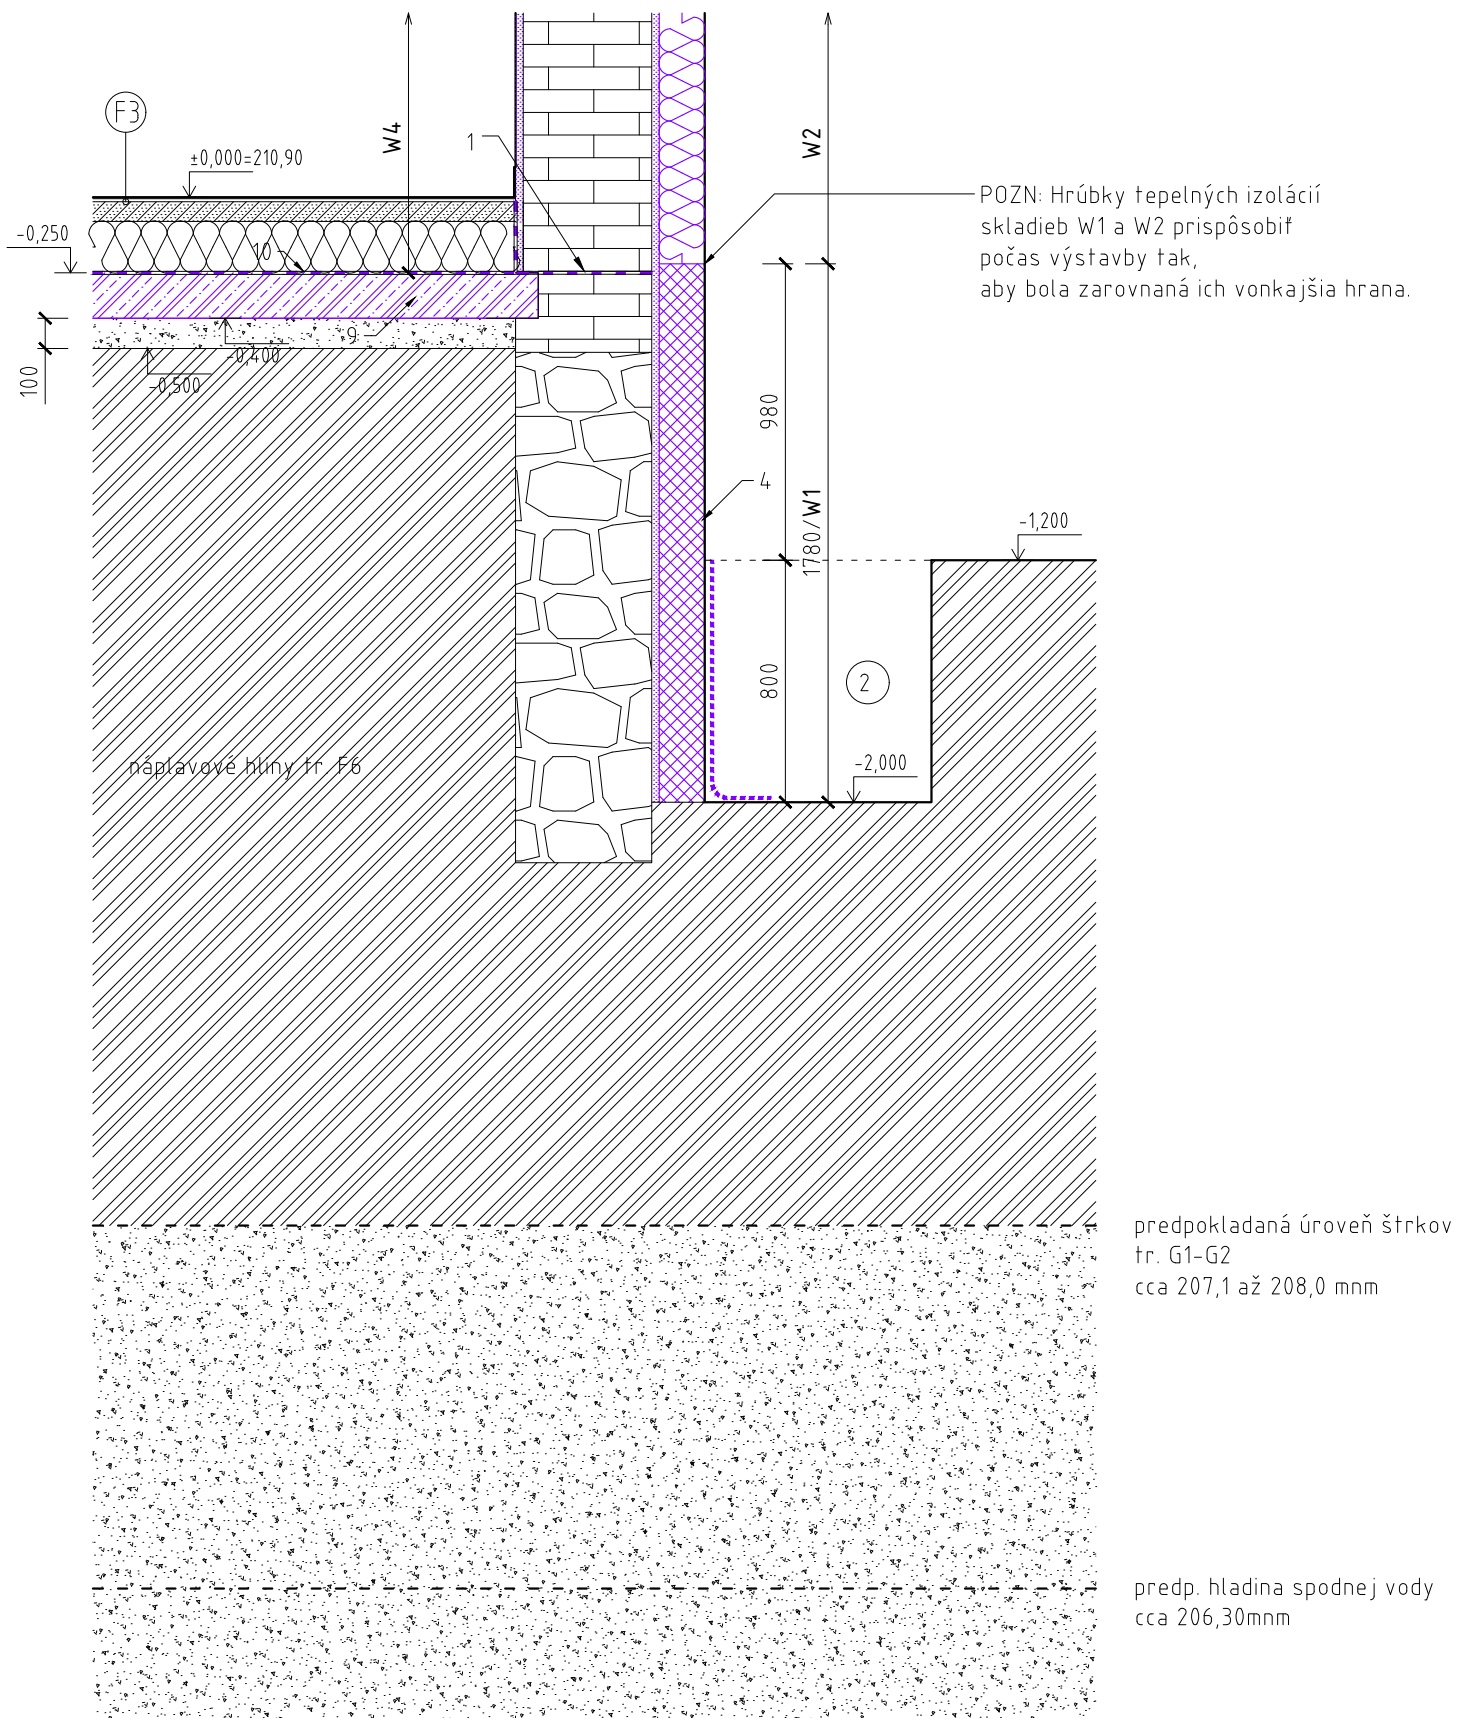 W4
W2
F3
1
±0,000=210,90
POZN: Hrúbky tepelných izolácií
skladieb W1 a W2 prispôsobiť
počas výstavby tak,
aby bola zarovnaná ich vonkajšia hrana.
-0,250
10
9
-0,400
-0,500
100
980
4
1780/W1
-1,200
800
2
-2,000
náplavové hliny tr. F6
predpokladaná úroveň štrkov
tr. G1-G2
cca 207,1 až 208,0 mnm
predp. hladina spodnej vody
cca 206,30mnm